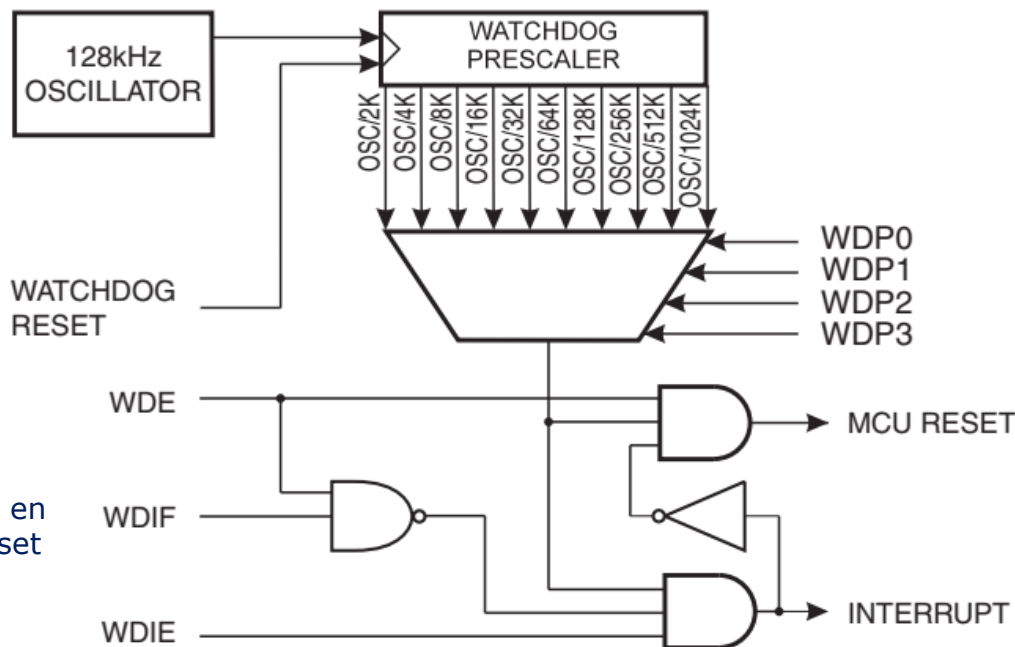 128kHz
OSCILLATOR
WATCHDOG
PRESCALER
OSC/2K
OSC/4K
OSC/8K
OSC/16K
OSC/32K
OSC/64K
OSC/128K
OSC/256K
OSC/512K
OSC/1024K
WDP0
WDP1
WDP2
WDP3
WATCHDOG
RESET
WDE
MCU RESET
en
set
WDIF
WDIE
INTERRUPT